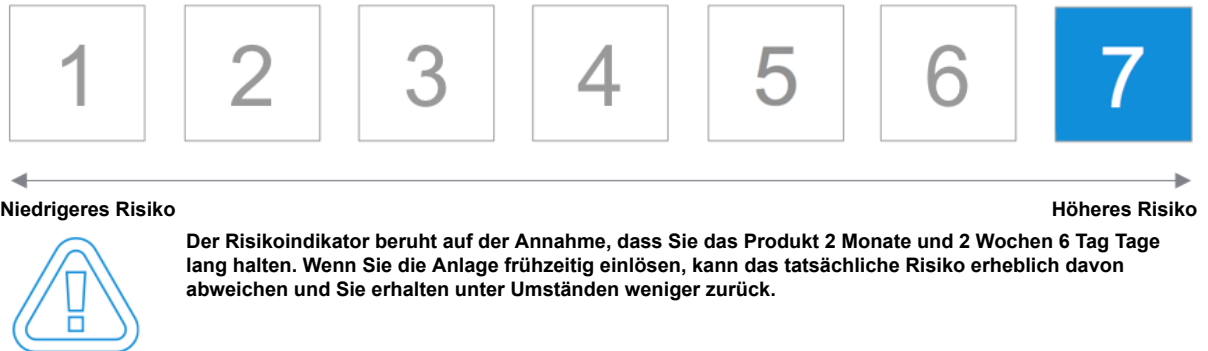 1 2 3 4 5 6 7
Niedrigeres Risiko Höheres Risiko
Der Risikoindikator beruht auf der Annahme, dass Sie das Produkt 2 Monate und 2 Wochen 6 Tag Tage
lang halten. Wenn Sie die Anlage frühzeitig einlösen, kann das tatsächliche Risiko erheblich davon
abweichen und Sie erhalten unter Umständen weniger zurück.